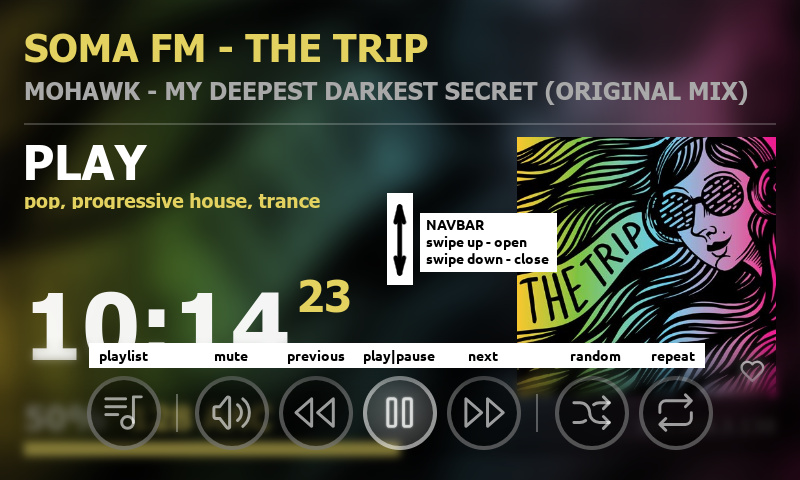 SOMA FM - THE TRIP
MOHAWK - MY DEEPEST DARKEST SECRET (ORIGINAL MIX)
PLAY
pop, progressive house, trance
NAVBAR
swipe up - open
swipe down - close
THE TRIP
10:14 23
playlist mute previous play|pause next random repeat
50%